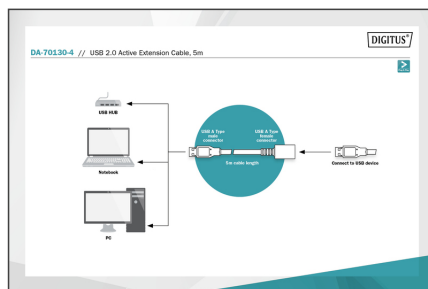 DIGITUS®
DA-70130-4 // USB 2.0 Active Extension Cable, 5m
USB HUB
USB A Type
male
connector
USB A Type
female
connector
5m cable length
Notebook
Connect to USB device
PC